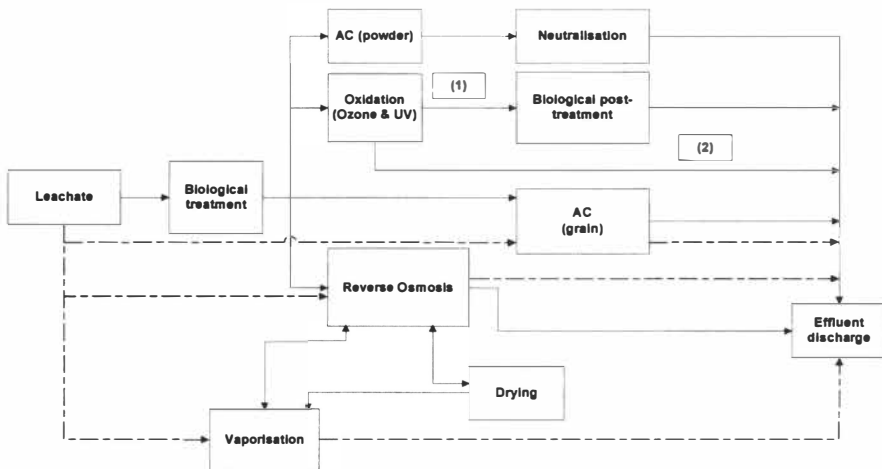 AC (powder)
Neutralisation
Oxidation
(Ozone & UV)
(1)
Biological post-
treatment
(2)
Leachate
Biological
treatment
AC
(grain)
Reverse Osmosis
Effluent
discharge
Drying
Vaporisation